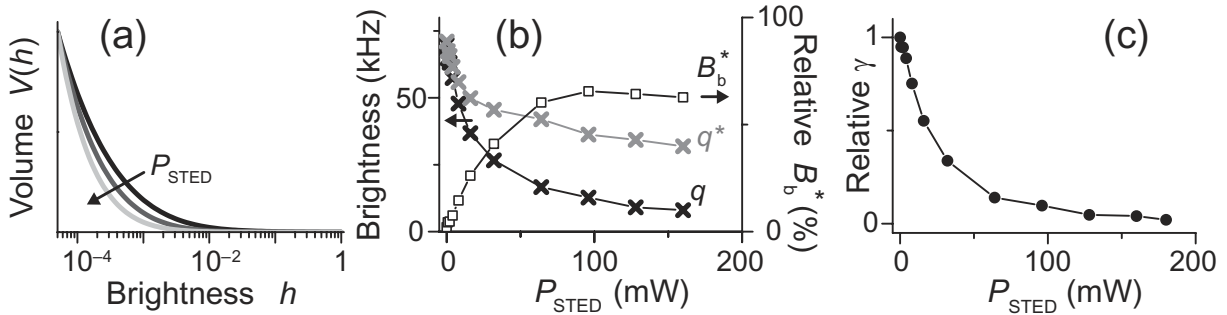 (a)
Volume V(h)
P_STED
10^−4
10^−2
1
Brightness h
(b)
Brightness (kHz)
50
0
B_b^*
q*
q
100
0
Relative B_b^* (%)
0
100
200
P_STED (mW)
(c)
Relative γ
1
0
0
100
200
P_STED (mW)